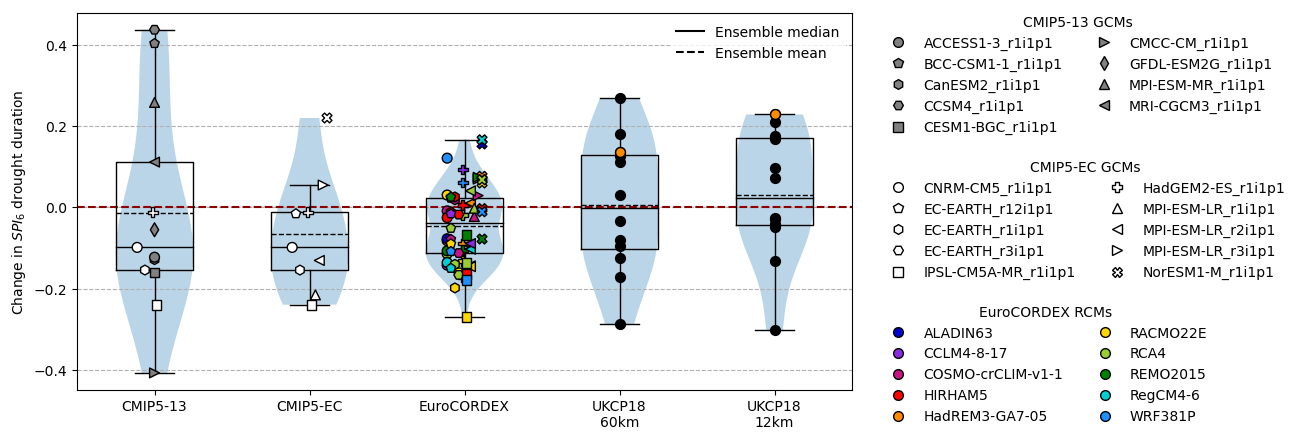 Change in SPI6 drought duration
0.4
0.2
0.0
−0.2
−0.4
Ensemble median
Ensemble mean
CMIP5-13
CMIP5-EC
EuroCORDEX
UKCP18
60km
UKCP18
12km
CMIP5-13 GCMs
ACCESS1-3_r1i1p1
BCC-CSM1-1_r1i1p1
CanESM2_r1i1p1
CCSM4_r1i1p1
CESM1-BGC_r1i1p1
CMCC-CM_r1i1p1
GFDL-ESM2G_r1i1p1
MPI-ESM-MR_r1i1p1
MRI-CGCM3_r1i1p1
CMIP5-EC GCMs
CNRM-CM5_r1i1p1
EC-EARTH_r12i1p1
EC-EARTH_r1i1p1
EC-EARTH_r3i1p1
IPSL-CM5A-MR_r1i1p1
HadGEM2-ES_r1i1p1
MPI-ESM-LR_r1i1p1
MPI-ESM-LR_r2i1p1
MPI-ESM-LR_r3i1p1
NorESM1-M_r1i1p1
EuroCORDEX RCMs
ALADIN63
CCLM4-8-17
COSMO-crCLIM-v1-1
HIRHAM5
HadREM3-GA7-05
RACMO22E
RCA4
REMO2015
RegCM4-6
WRF381P